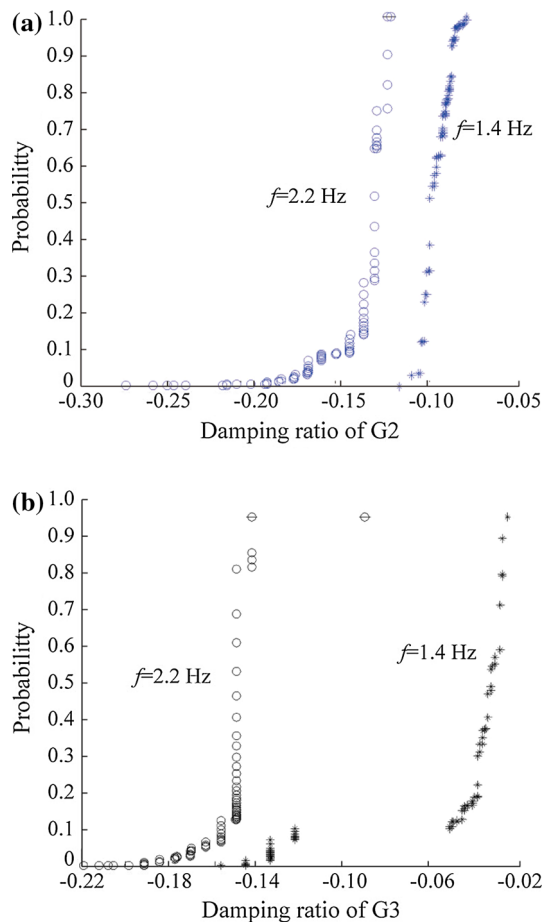 (a)
1.0
0.9
0.8
0.7
0.6
0.5
0.4
0.3
0.2
0.1
0
Probabilitty
f=2.2 Hz
f=1.4 Hz
-0.30 -0.25 -0.20 -0.15 -0.10 -0.05
Damping ratio of G2
(b)
1.0
0.9
0.8
0.7
0.6
0.5
0.4
0.3
0.2
0.1
0
Probabilitty
f=2.2 Hz
f=1.4 Hz
-0.22 -0.18 -0.14 -0.10 -0.06 -0.02
Damping ratio of G3